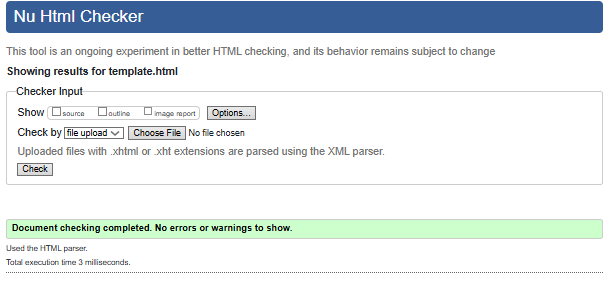 Nu Html Checker
This tool is an ongoing experiment in better HTML checking, and its behavior remains subject to change
Showing results for template.html
Checker Input
Show source outline image report Options...
Check by file upload Choose File No file chosen
Uploaded files with .xhtml or .xht extensions are parsed using the XML parser.
Check
Document checking completed. No errors or warnings to show.
Used the HTML parser.
Total execution time 3 milliseconds.